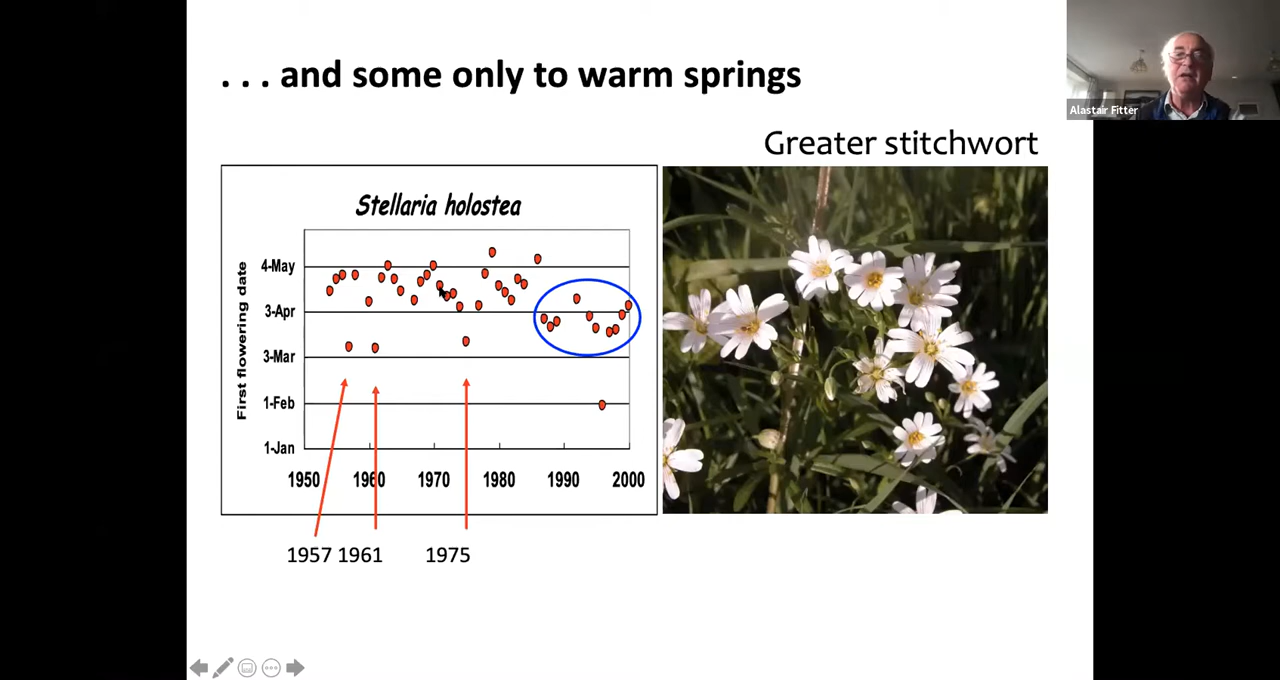 . . . and some only to warm springs
Alastair Fitter
Greater stitchwort
Stellaria holostea
First flowering date
4-May
3-Apr
3-Mar
1-Feb
1-Jan
1950 1960 1970 1980 1990 2000
1957 1961 1975